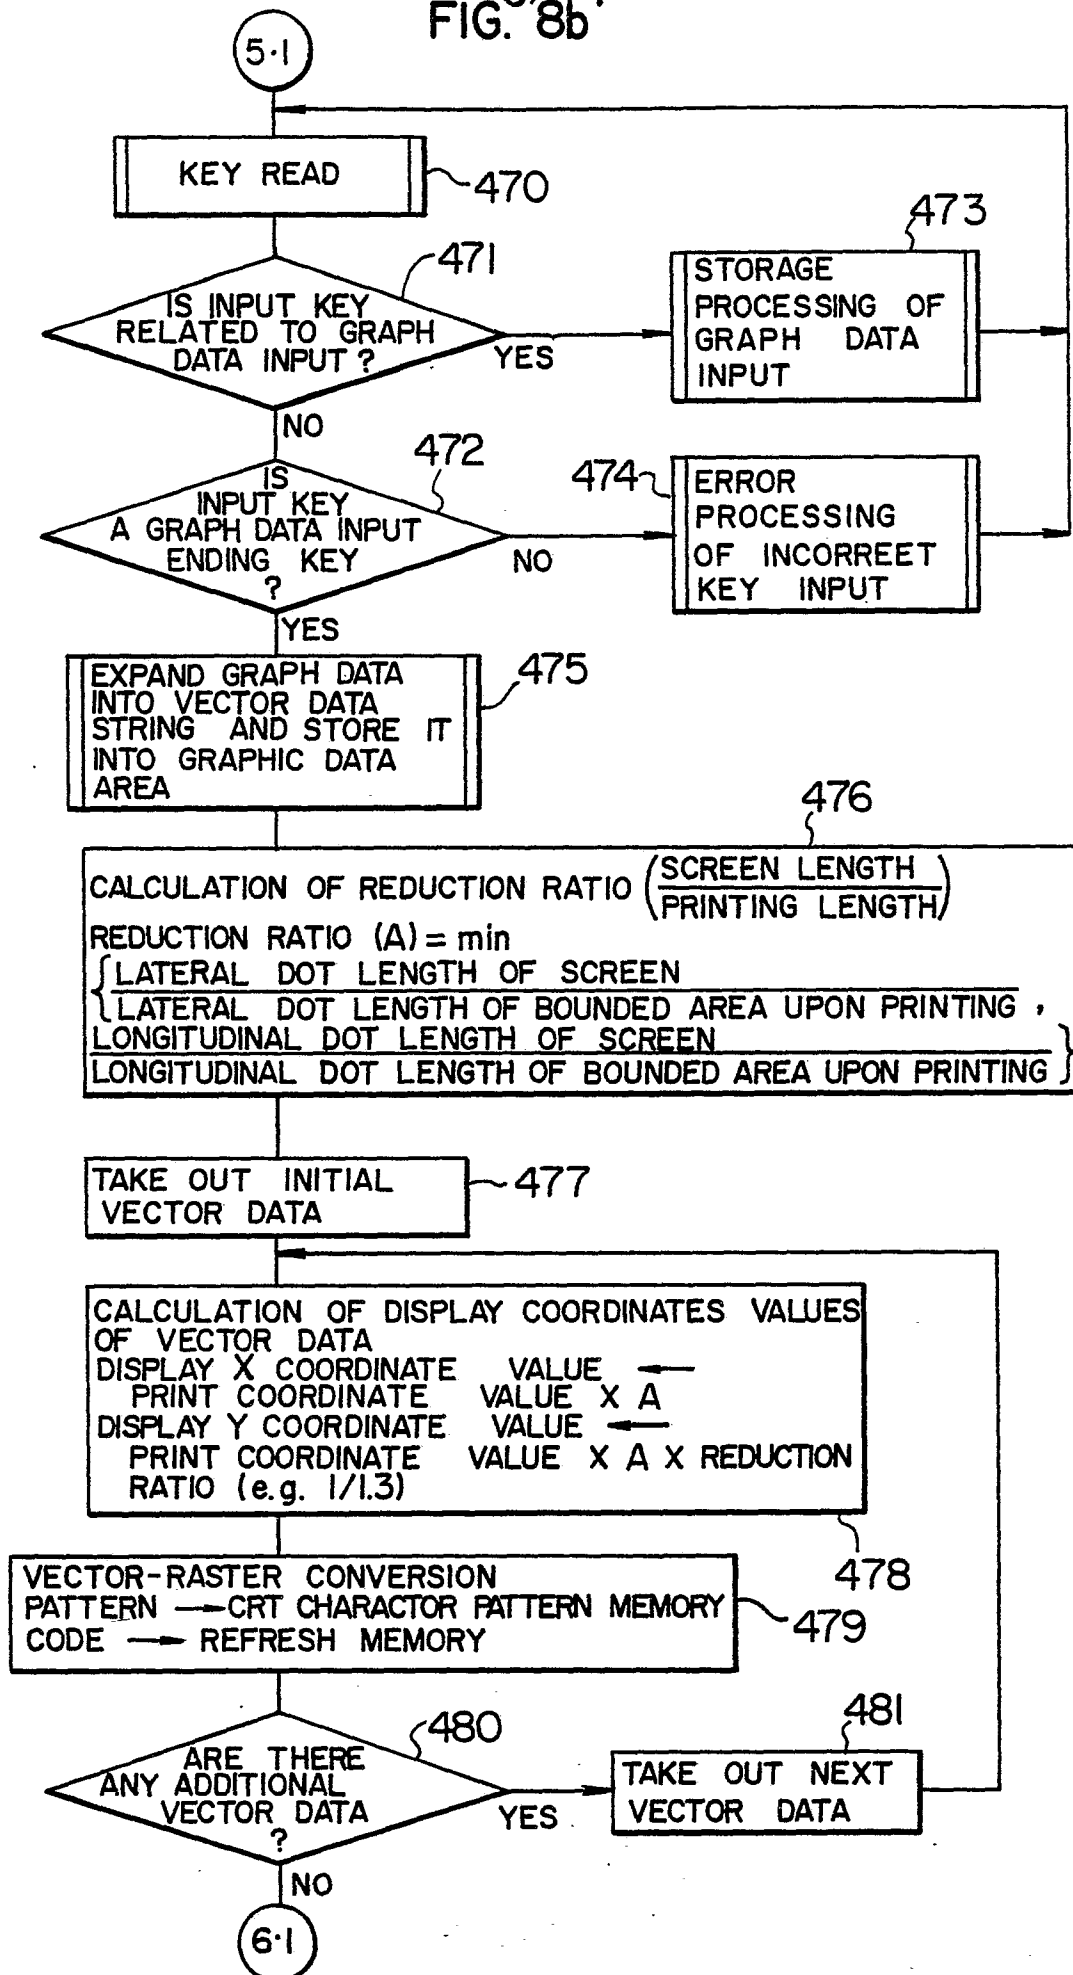 FIG. 8b
5·1
KEY READ
470
471
IS INPUT KEY
RELATED TO GRAPH
DATA INPUT ?
YES
NO
473
STORAGE
PROCESSING OF
GRAPH DATA
INPUT
472
IS
INPUT KEY
A GRAPH DATA INPUT
ENDING KEY
?
NO
YES
474
ERROR
PROCESSING
OF INCORREET
KEY INPUT
EXPAND GRAPH DATA
INTO VECTOR DATA
STRING AND STORE IT
INTO GRAPHIC DATA
AREA
475
476
CALCULATION OF REDUCTION RATIO (SCREEN LENGTH
PRINTING LENGTH)
REDUCTION RATIO (A) = min
{LATERAL DOT LENGTH OF SCREEN
LATERAL DOT LENGTH OF BOUNDED AREA UPON PRINTING ,
LONGITUDINAL DOT LENGTH OF SCREEN
LONGITUDINAL DOT LENGTH OF BOUNDED AREA UPON PRINTING}
TAKE OUT INITIAL
VECTOR DATA
477
CALCULATION OF DISPLAY COORDINATES VALUES
OF VECTOR DATA
DISPLAY X COORDINATE VALUE ←
PRINT COORDINATE VALUE X A
DISPLAY Y COORDINATE VALUE ←
PRINT COORDINATE VALUE X A X REDUCTION
RATIO (e.g. 1/1.3)
478
VECTOR-RASTER CONVERSION
PATTERN → CRT CHARACTOR PATTERN MEMORY
CODE → REFRESH MEMORY
479
480
ARE THERE
ANY ADDITIONAL
VECTOR DATA
?
YES
NO
481
TAKE OUT NEXT
VECTOR DATA
6·1